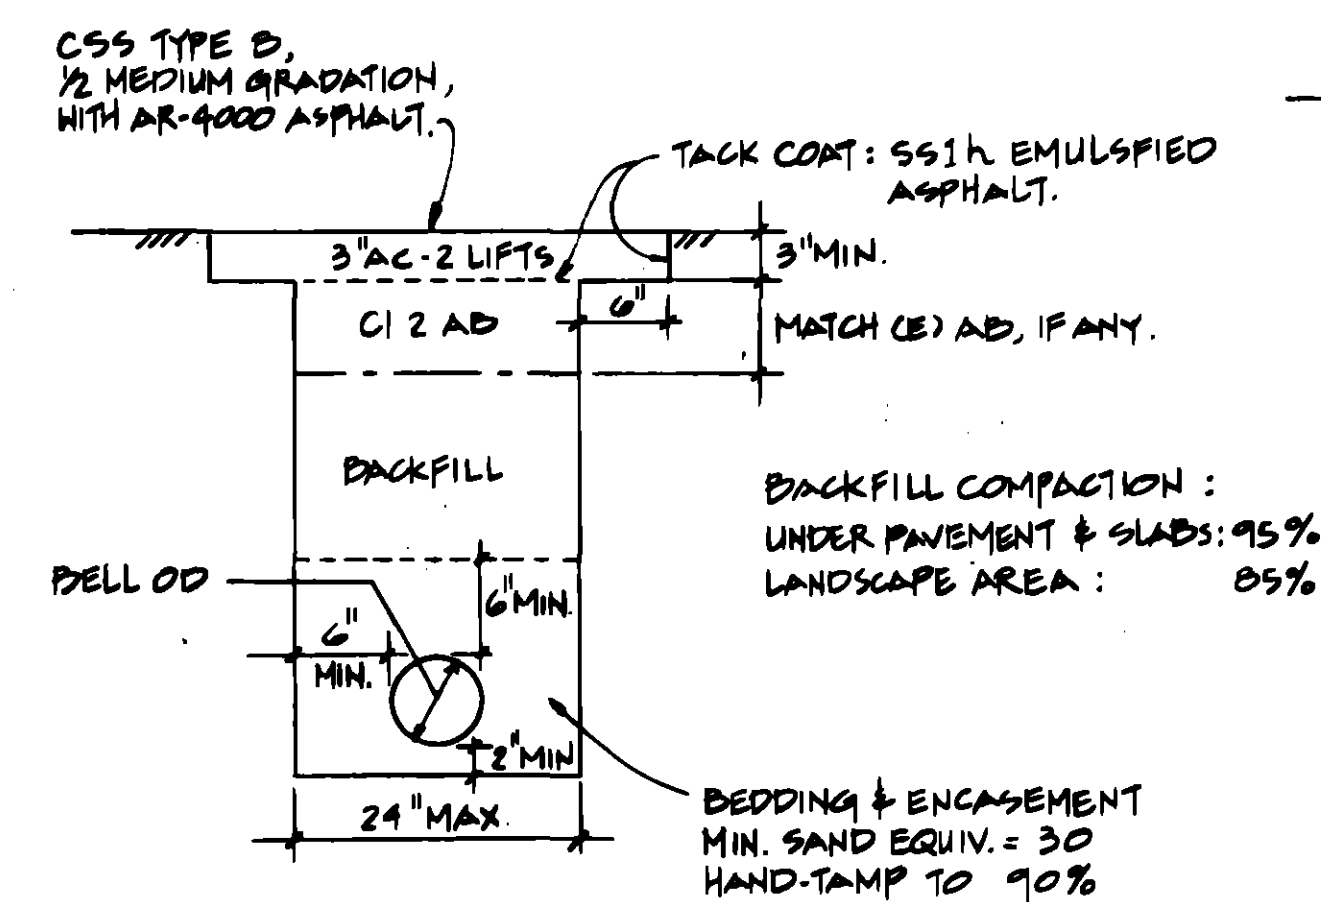 CSS TYPE B,
1/2 MEDIUM GRADATION,
WITH AR-4000 ASPHALT.
TACK COAT: SS1h EMULSFIED
ASPHALT.
3" AC-2 LIFTS
3" MIN.
6"
Cl 2 AB
MATCH (E) AB, IF ANY.
BACKFILL
BACKFILL COMPACTION :
UNDER PAVEMENT & SLABS: 95%
LANDSCAPE AREA : 85%
BELL OD
6" MIN.
6"
MIN.
2" MIN
24" MAX.
BEDDING & ENCASEMENT
MIN. SAND EQUIV. = 30
HAND-TAMP TO 90%